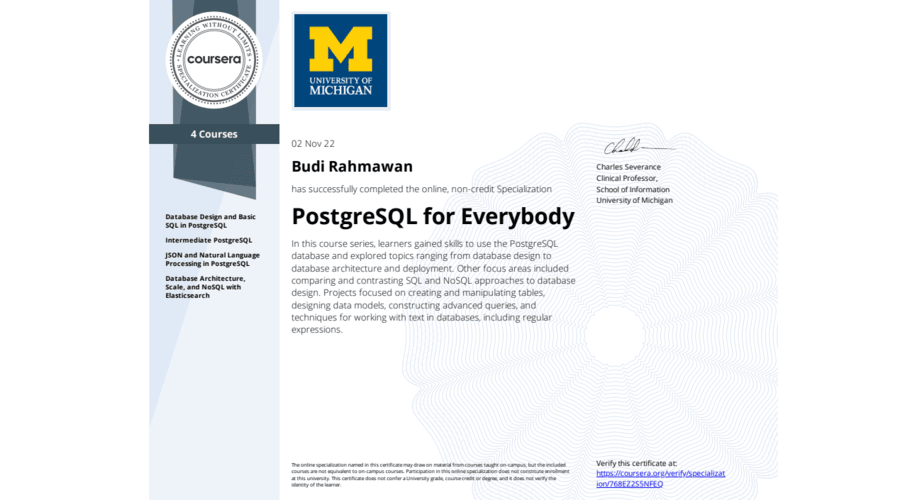 LEARNING WITHOUT LIMITS
coursera
SPECIALIZATION CERTIFICATE
4 Courses
Database Design and Basic
SQL in PostgreSQL
Intermediate PostgreSQL
JSON and Natural Language
Processing in PostgreSQL
Database Architecture,
Scale, and NoSQL with
Elasticsearch
M
UNIVERSITY OF
MICHIGAN
02 Nov 22
Budi Rahmawan
has successfully completed the online, non-credit Specialization
PostgreSQL for Everybody
In this course series, learners gained skills to use the PostgreSQL
database and explored topics ranging from database design to
database architecture and deployment. Other focus areas included
comparing and contrasting SQL and NoSQL approaches to database
design. Projects focused on creating and manipulating tables,
designing data models, constructing advanced queries, and
techniques for working with text in databases, including regular
expressions.
Charles Severance
Clinical Professor,
School of Information
University of Michigan
The online specialization named in this certificate may draw on material from courses taught on-campus, but the included
courses are not equivalent to on-campus courses. Participation in this online specialization does not constitute enrollment
at this university. This certificate does not confer a University grade, course credit or degree, and it does not verify the
identity of the learner.
Verify this certificate at:
https://coursera.org/verify/specializat
ion/768EZ2S5NFEQ